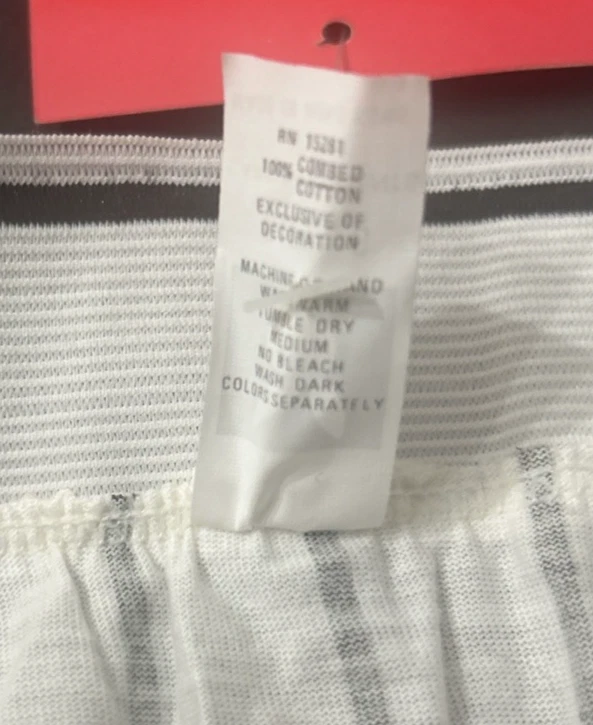 RN 15281
100% COMBED
COTTON
EXCLUSIVE OF
DECORATION
MACHINE OR HAND
WASH WARM
TUMBLE DRY
MEDIUM
NO BLEACH
WASH DARK
COLORS SEPARATELY